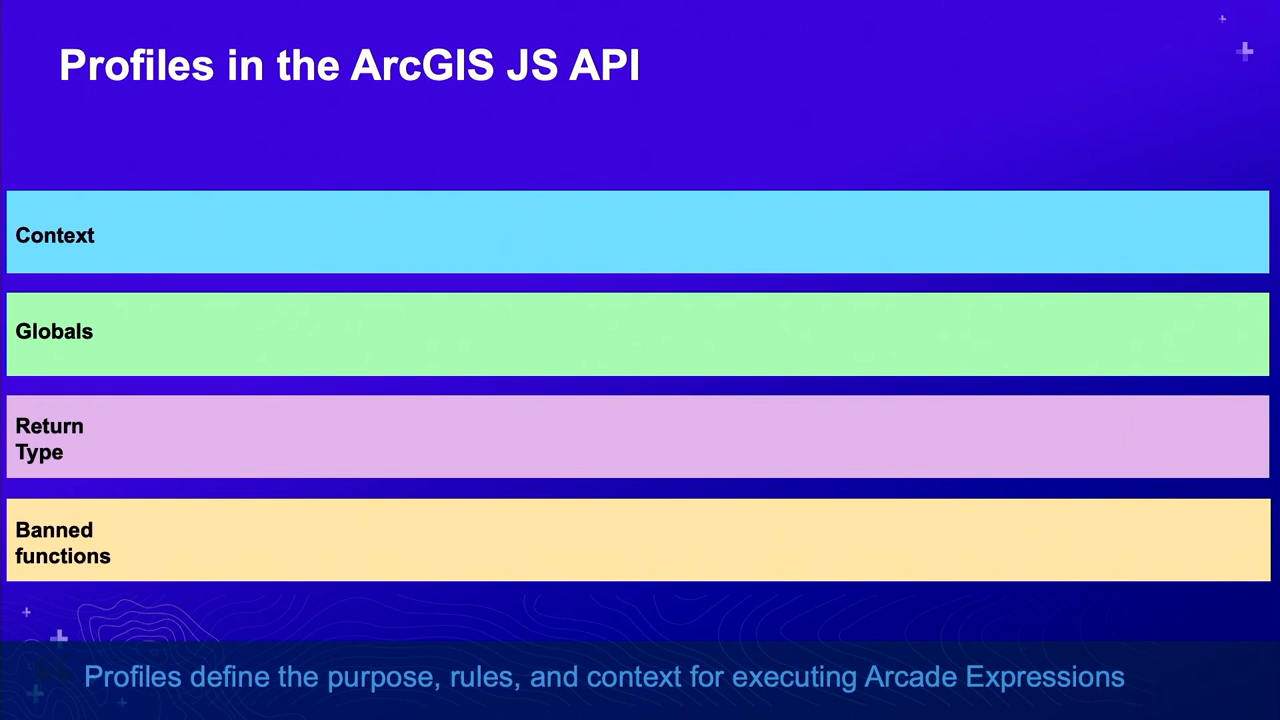 Profiles in the ArcGIS JS API
Context
Globals
Return
Type
Banned
functions
Profiles define the purpose, rules, and context for executing Arcade Expressions